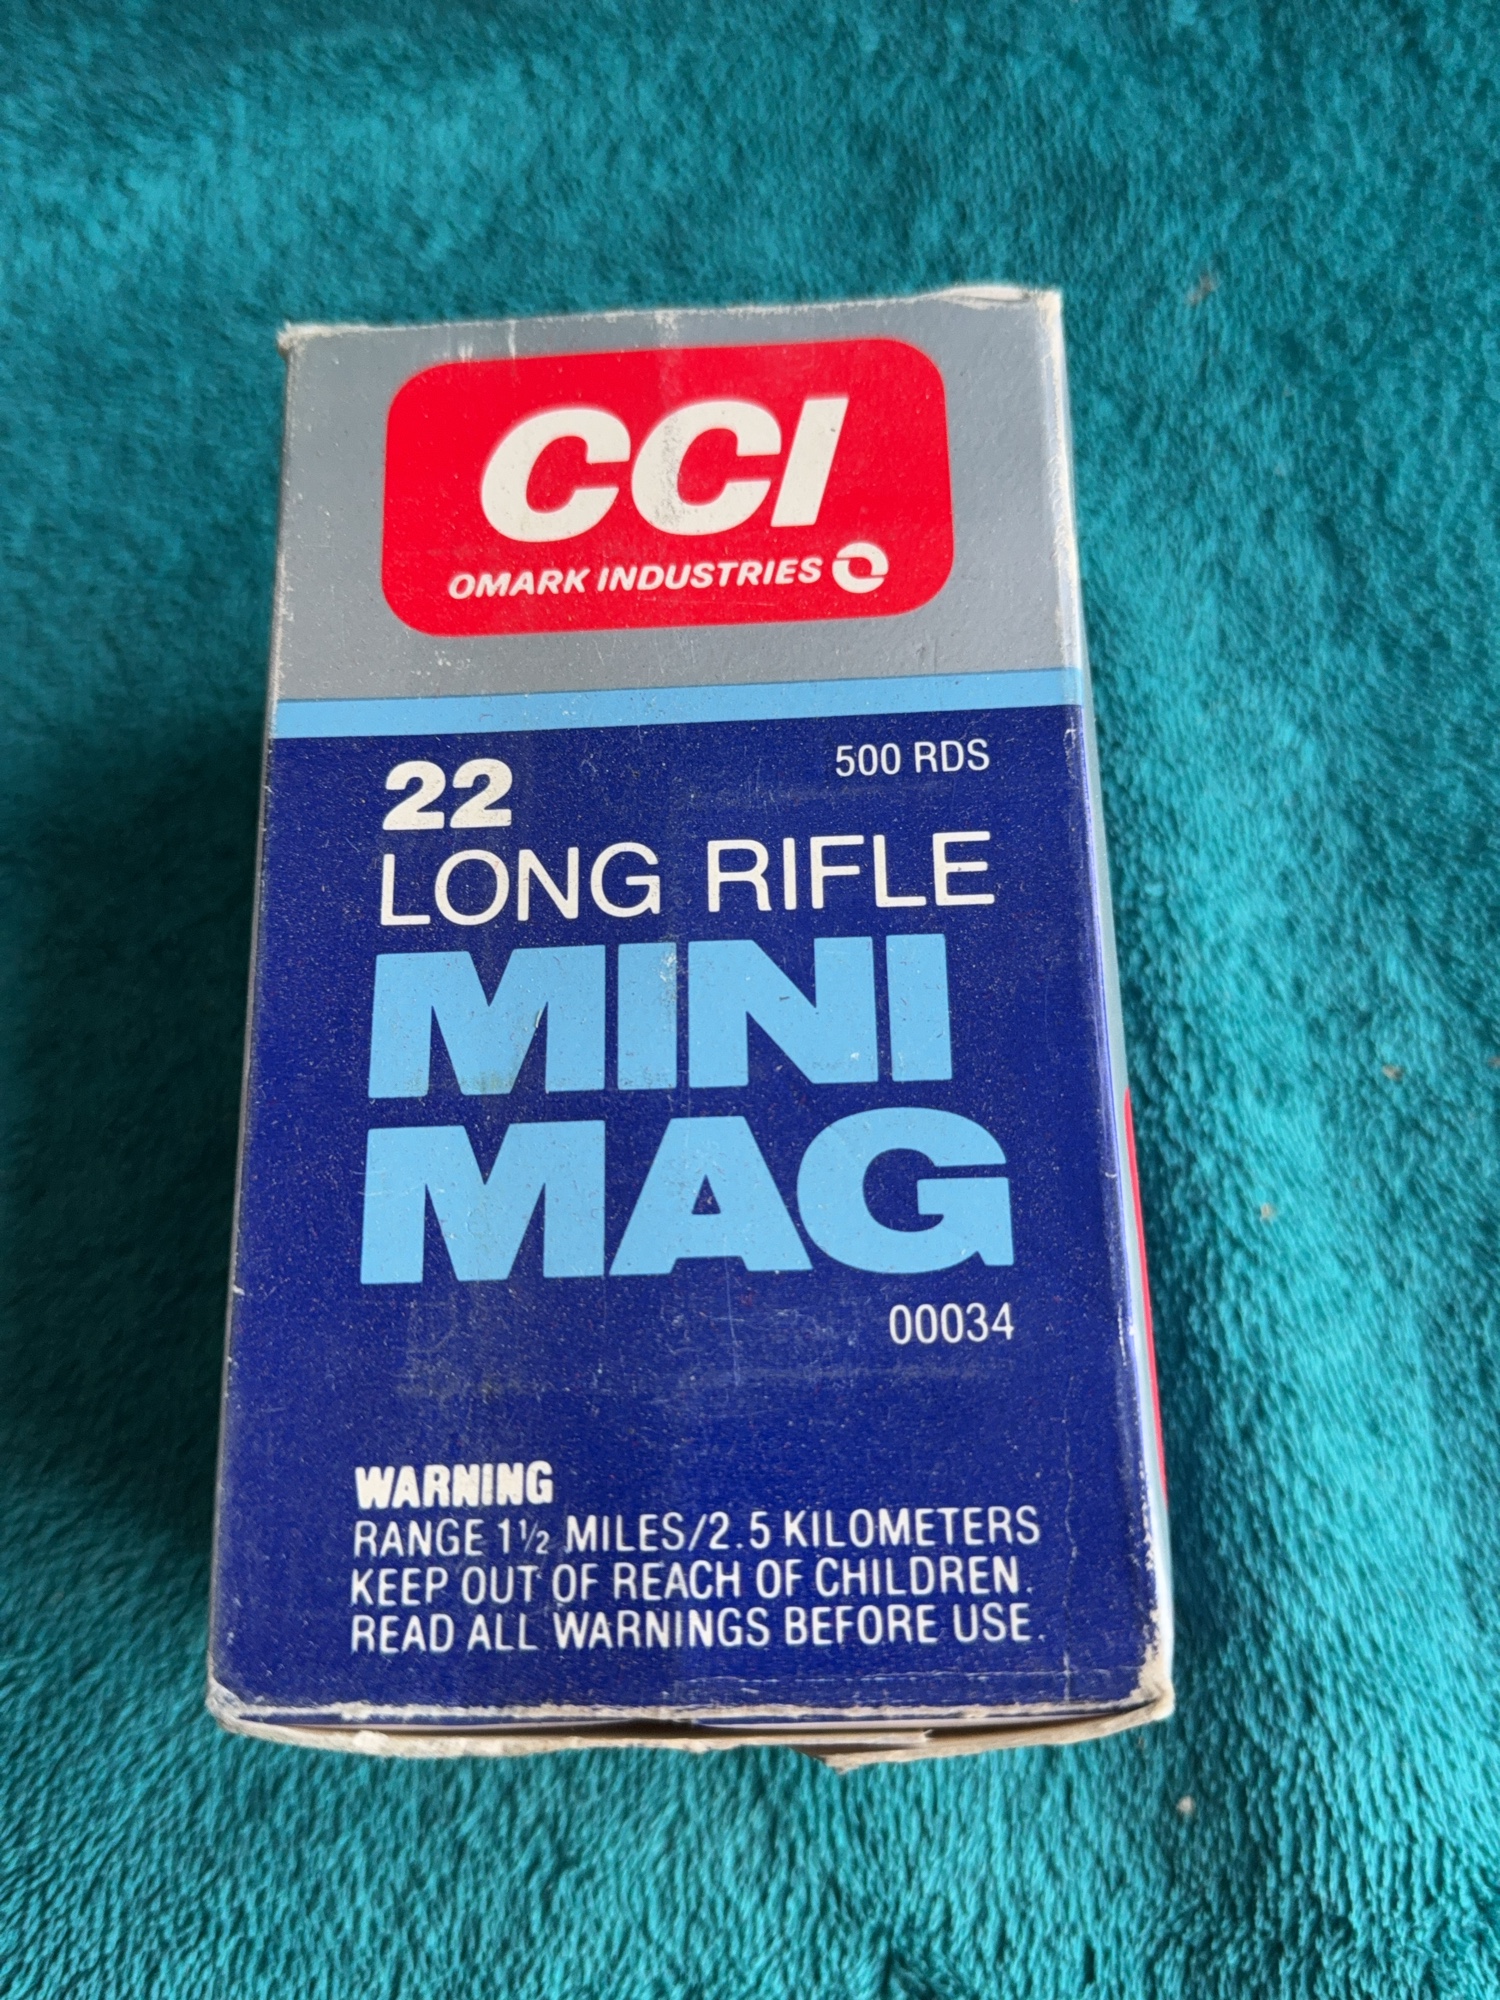 CCI
OMARK INDUSTRIES
500 RDS
22
LONG RIFLE
MINI
MAG
00034
WARNING
RANGE 1½ MILES/2.5 KILOMETERS
KEEP OUT OF REACH OF CHILDREN.
READ ALL WARNINGS BEFORE USE.